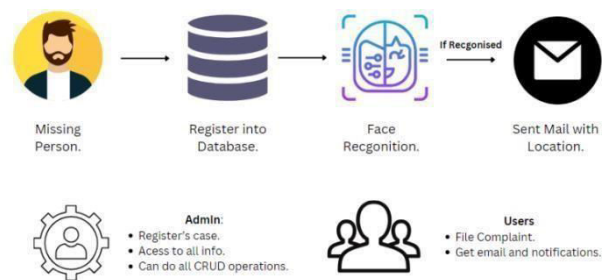 If Recgonised
Missing
Person.
Register into
Database.
Face
Recgonition.
Sent Mail with
Location.
Admin:
• Register's case.
• Acess to all info.
• Can do all CRUD operations.
Users
• File Complaint.
• Get email and notifications.